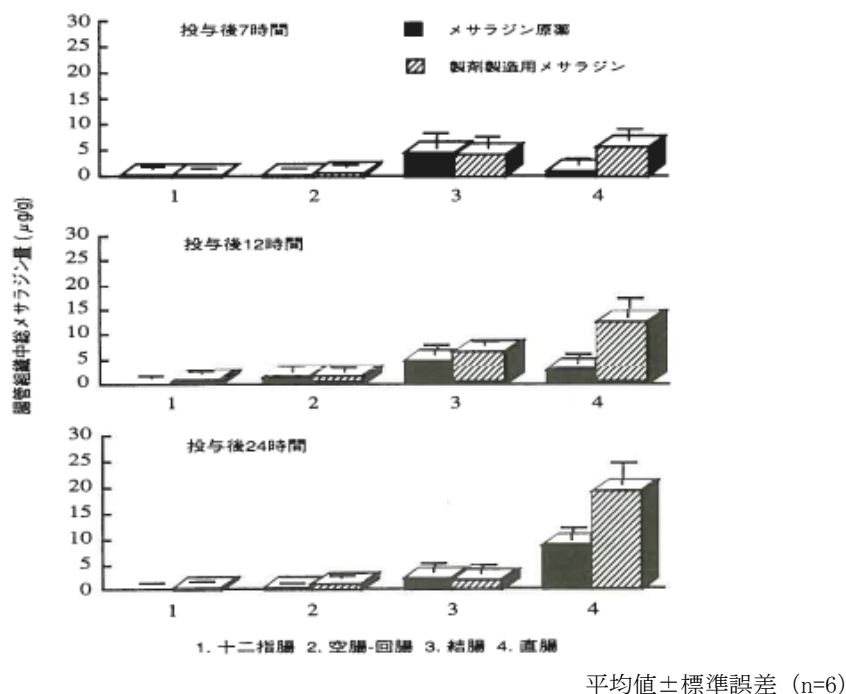 投与後7時間
メサラジン原薬
製剤製造用メサラジン
30
25
20
15
10
5
0
1 2 3 4
腸管組織中総メサラジン量 (μg/g)
投与後12時間
30
25
20
15
10
5
0
1 2 3 4
投与後24時間
30
25
20
15
10
5
0
1 2 3 4
1. 十二指腸 2. 空腸-回腸 3. 結腸 4. 直腸
平均値±標準誤差 (n=6)